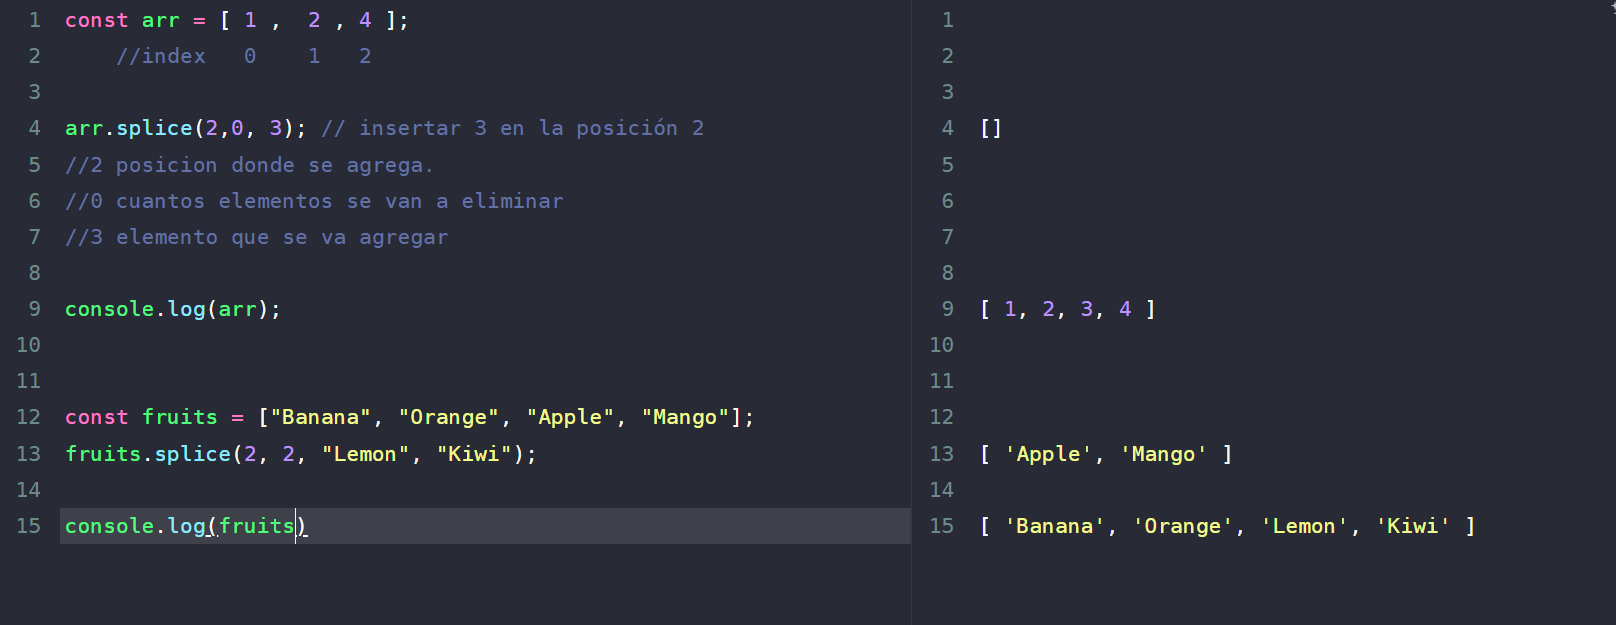 1 const arr = [ 1 ,  2 , 4 ];
2     //index   0    1   2
3
4 arr.splice(2,0, 3); // insertar 3 en la posición 2
5 //2 posicion donde se agrega.
6 //0 cuantos elementos se van a eliminar
7 //3 elemento que se va agregar
8
9 console.log(arr);
10
11
12 const fruits = ["Banana", "Orange", "Apple", "Mango"];
13 fruits.splice(2, 2, "Lemon", "Kiwi");
14
15 console.log(fruits)
1
2
3
4 []
5
6
7
8
9 [ 1, 2, 3, 4 ]
10
11
12
13 [ 'Apple', 'Mango' ]
14
15 [ 'Banana', 'Orange', 'Lemon', 'Kiwi' ]